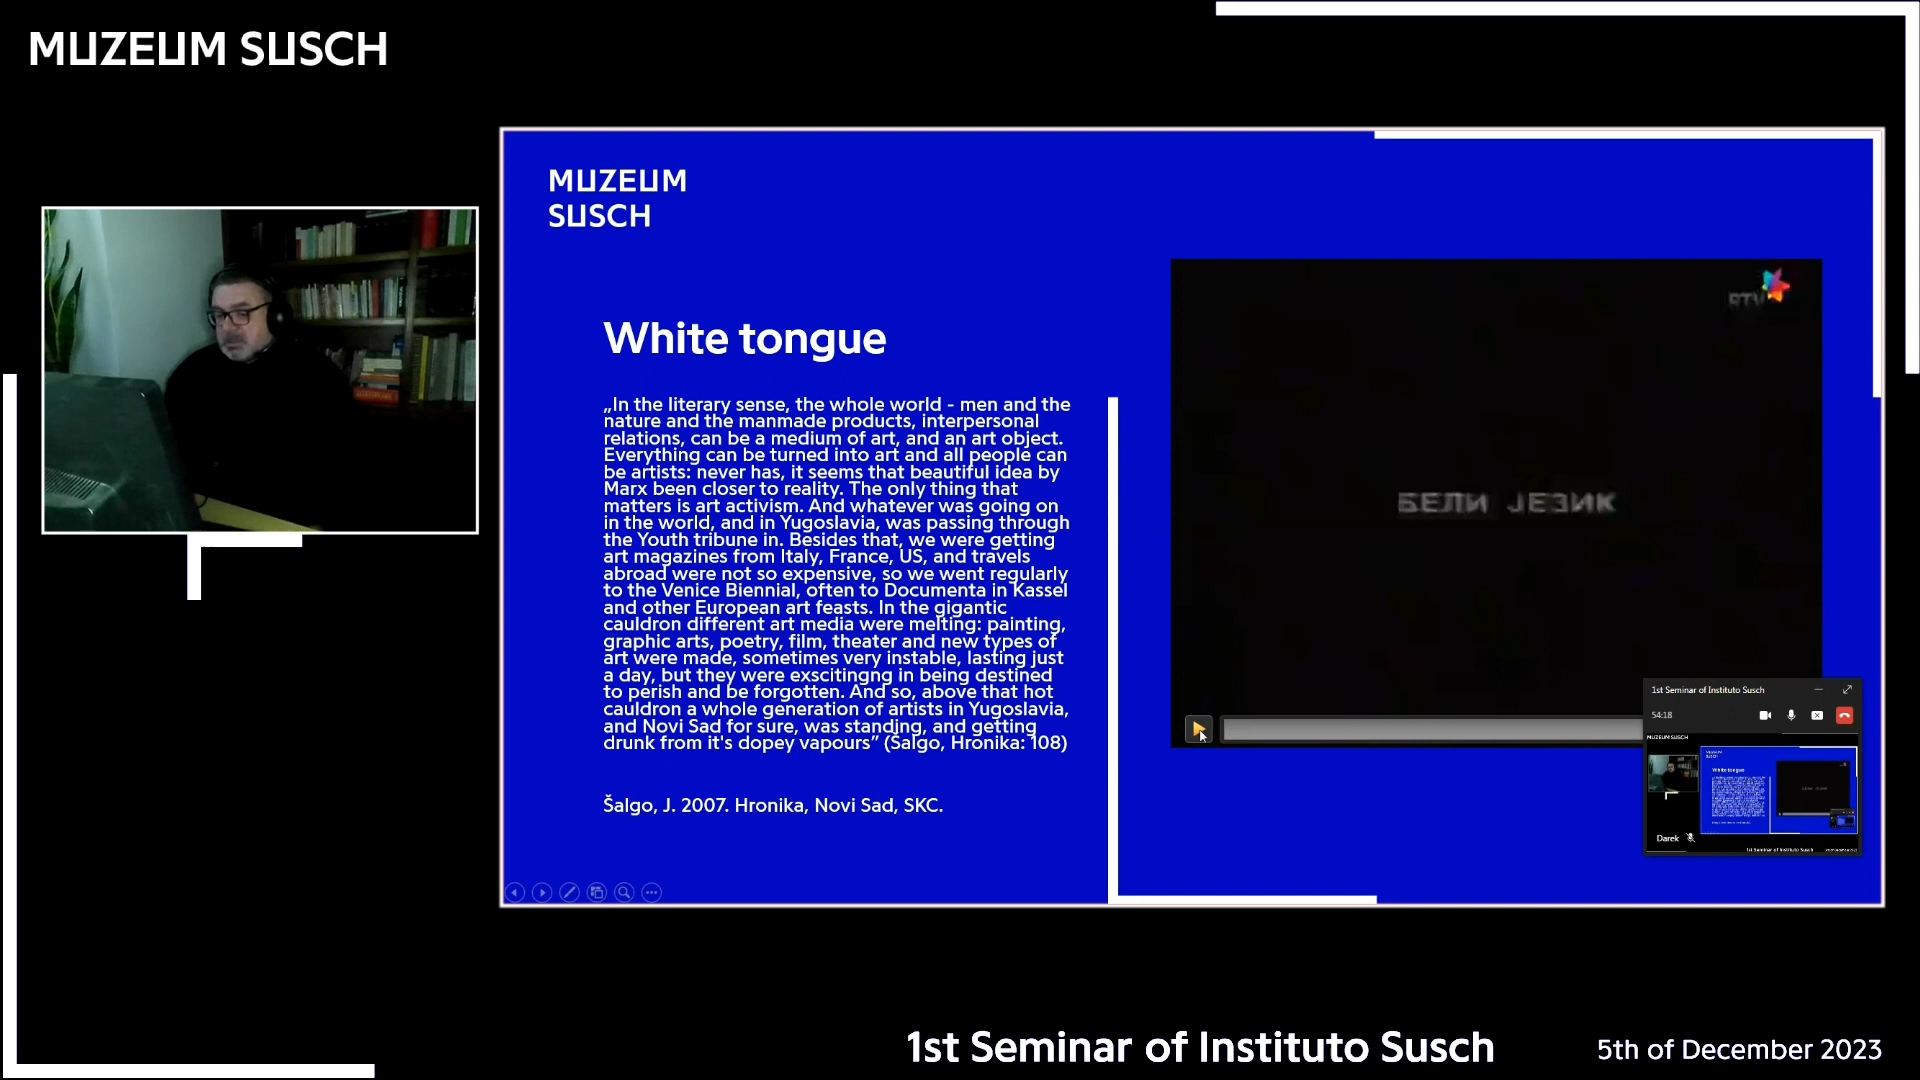 MUZEUM SUSCH
MUZEUM
SUSCH
White tongue
„In the literary sense, the whole world - men and the
nature and the manmade products, interpersonal
relations, can be a medium of art, and an art object.
Everything can be turned into art and all people can
be artists: never has, it seems that beautiful idea by
Marx been closer to reality. The only thing that
matters is art activism. And whatever was going on
in the world, and in Yugoslavia, was passing through
the Youth tribune in. Besides that, we were getting
art magazines from Italy, France, US, and travels
abroad were not so expensive, so we went regularly
to the Venice Biennial, often to Documenta in Kassel
and other European art feasts. In the gigantic
cauldron different art media were melting: painting,
graphic arts, poetry, film, theater and new types of
art were made, sometimes very instable, lasting just
a day, but they were exscitingng in being destined
to perish and be forgotten. And so, above that hot
cauldron a whole generation of artists in Yugoslavia,
and Novi Sad for sure, was standing, and getting
drunk from it's dopey vapours” (Šalgo, Hronika: 108)
Šalgo, J. 2007. Hronika, Novi Sad, SKC.
RTV
БЕЛИ ЈЕЗИК
1st Seminar of Instituto Susch
54:18
MUZEUM SUSCH
White tongue
Darek
1st Seminar of Instituto Susch
1st Seminar of Instituto Susch
5th of December 2023